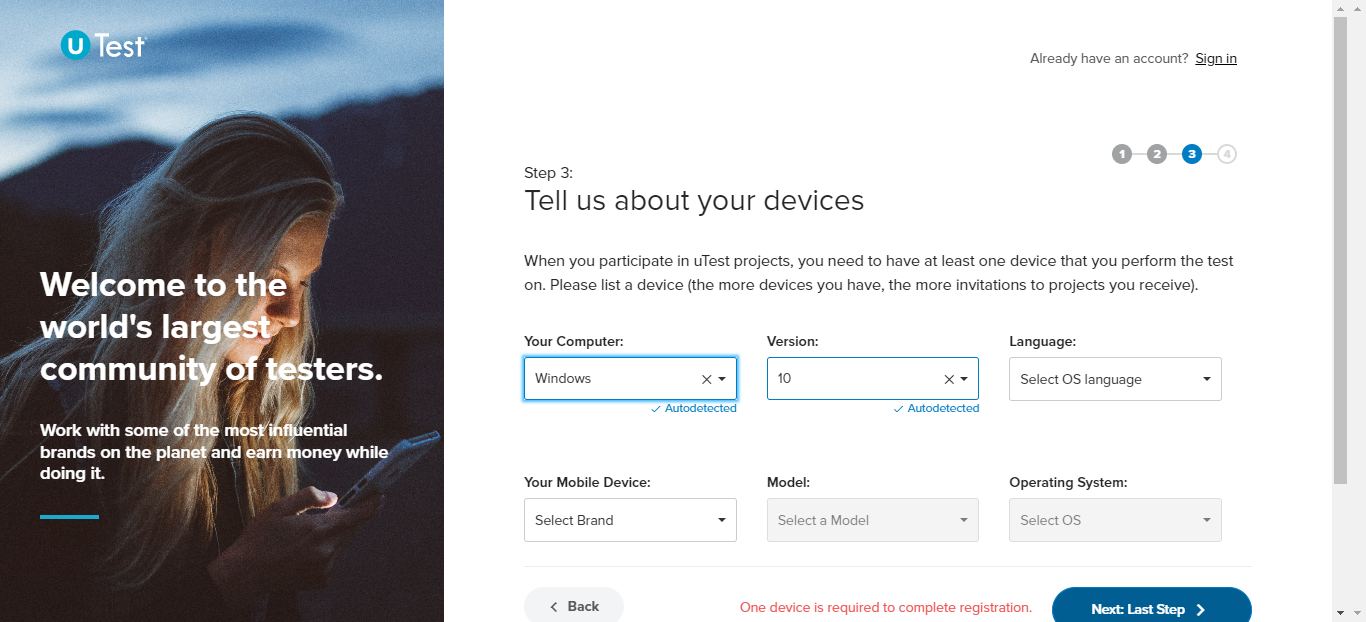 u Test
Already have an account? Sign in
1 2 3 4
Step 3:
Tell us about your devices
Welcome to the
world's largest
community of testers.
Work with some of the most influential
brands on the planet and earn money while
doing it.
When you participate in uTest projects, you need to have at least one device that you perform the test
on. Please list a device (the more devices you have, the more invitations to projects you receive).
Your Computer: Version: Language:
Windows 10 Select OS language
Autodetected Autodetected
Your Mobile Device: Model: Operating System:
Select Brand Select a Model Select OS
Back One device is required to complete registration. Next: Last Step